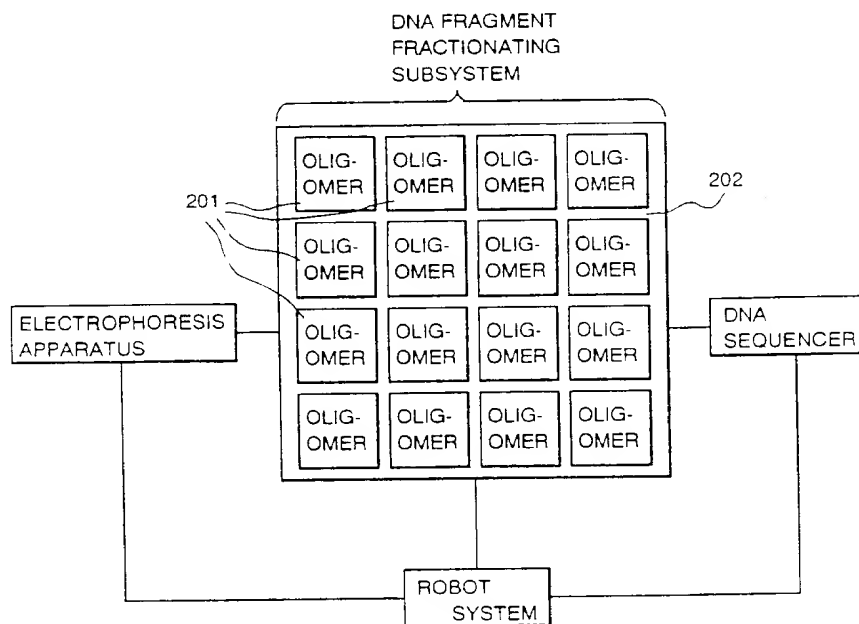 DNA FRAGMENT
FRACTIONATING
SUBSYSTEM
OLIG-
OMER
OLIG-
OMER
OLIG-
OMER
OLIG-
OMER
201
202
OLIG-
OMER
OLIG-
OMER
OLIG-
OMER
OLIG-
OMER
ELECTROPHORESIS
APPARATUS
OLIG-
OMER
OLIG-
OMER
OLIG-
OMER
OLIG-
OMER
DNA
SEQUENCER
OLIG-
OMER
OLIG-
OMER
OLIG-
OMER
OLIG-
OMER
ROBOT
SYSTEM